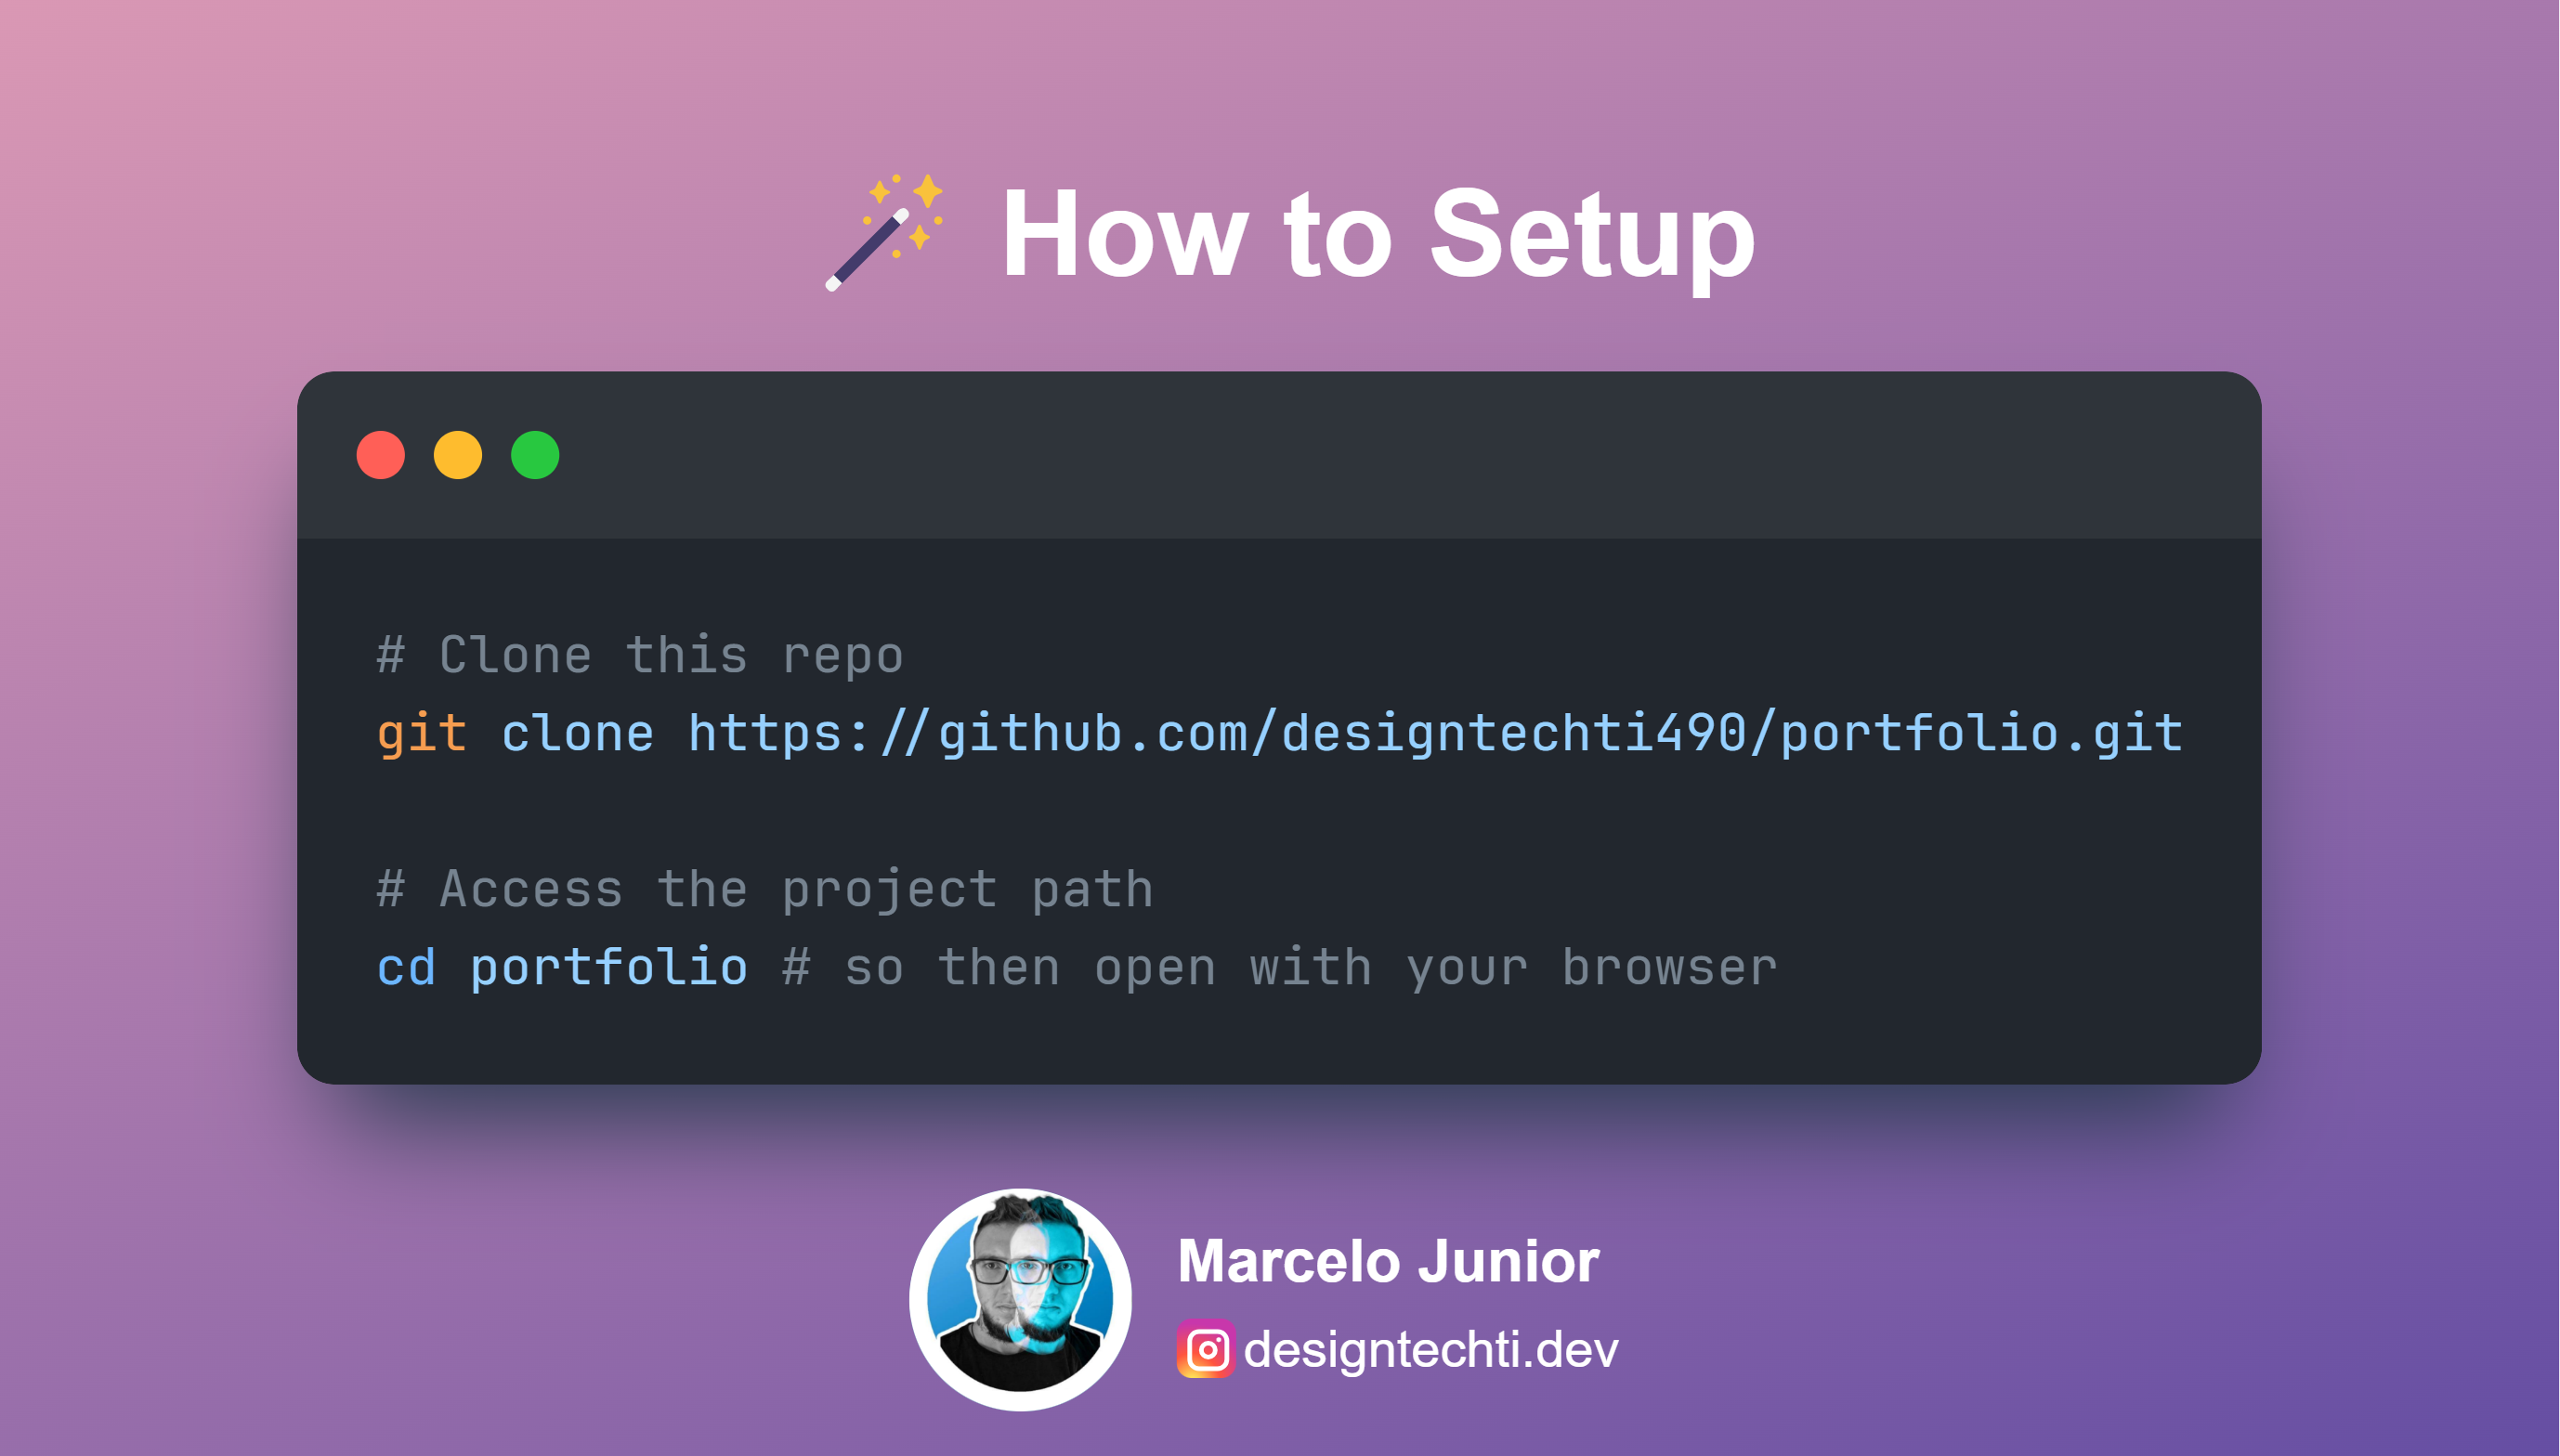 How to Setup
# Clone this repo
git clone https://github.com/designtechti490/portfolio.git
# Access the project path
cd portfolio # so then open with your browser
Marcelo Junior
designtechti.dev